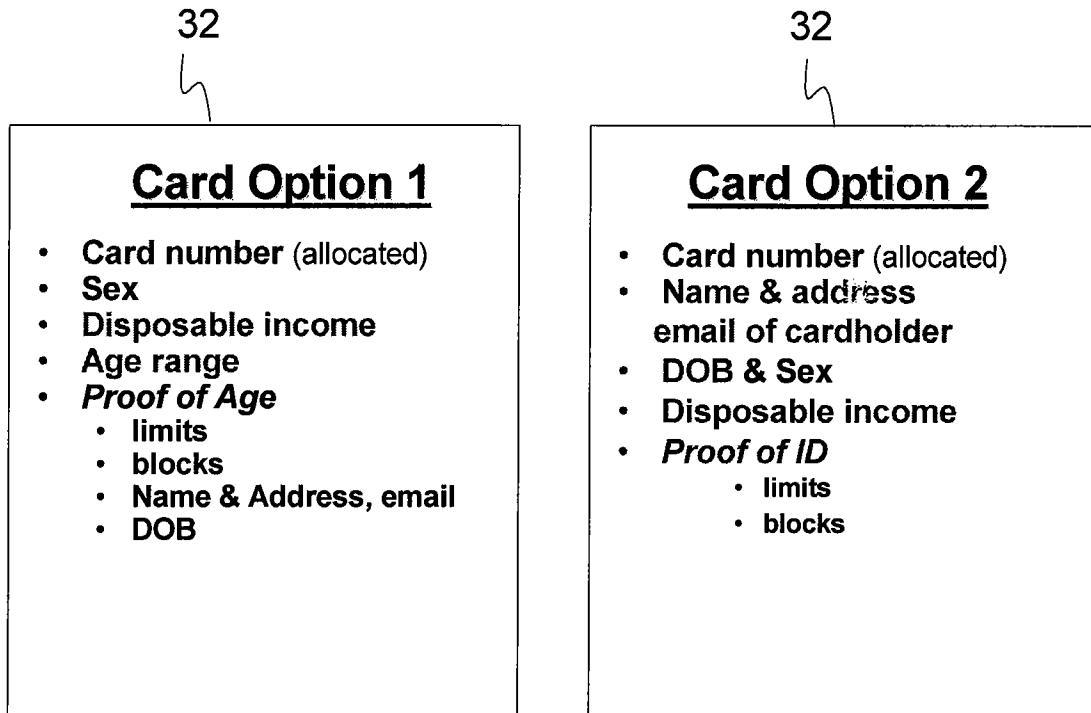 32
Card Option 1
• Card number (allocated)
• Sex
• Disposable income
• Age range
• Proof of Age
• limits
• blocks
• Name & Address, email
• DOB
32
Card Option 2
• Card number (allocated)
• Name & address
email of cardholder
• DOB & Sex
• Disposable income
• Proof of ID
• limits
• blocks